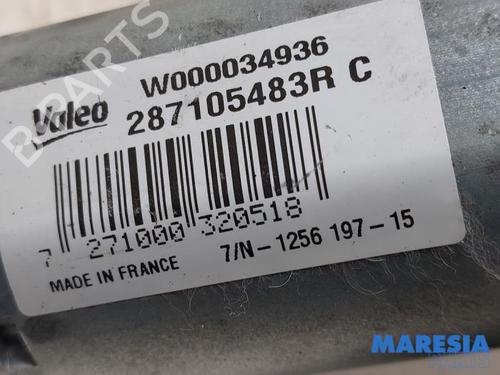 B-PARTS
Valeo
W000034936
287105483R C
7 271000 320518
MADE IN FRANCE
7/N-1256 197-15
MARESIA